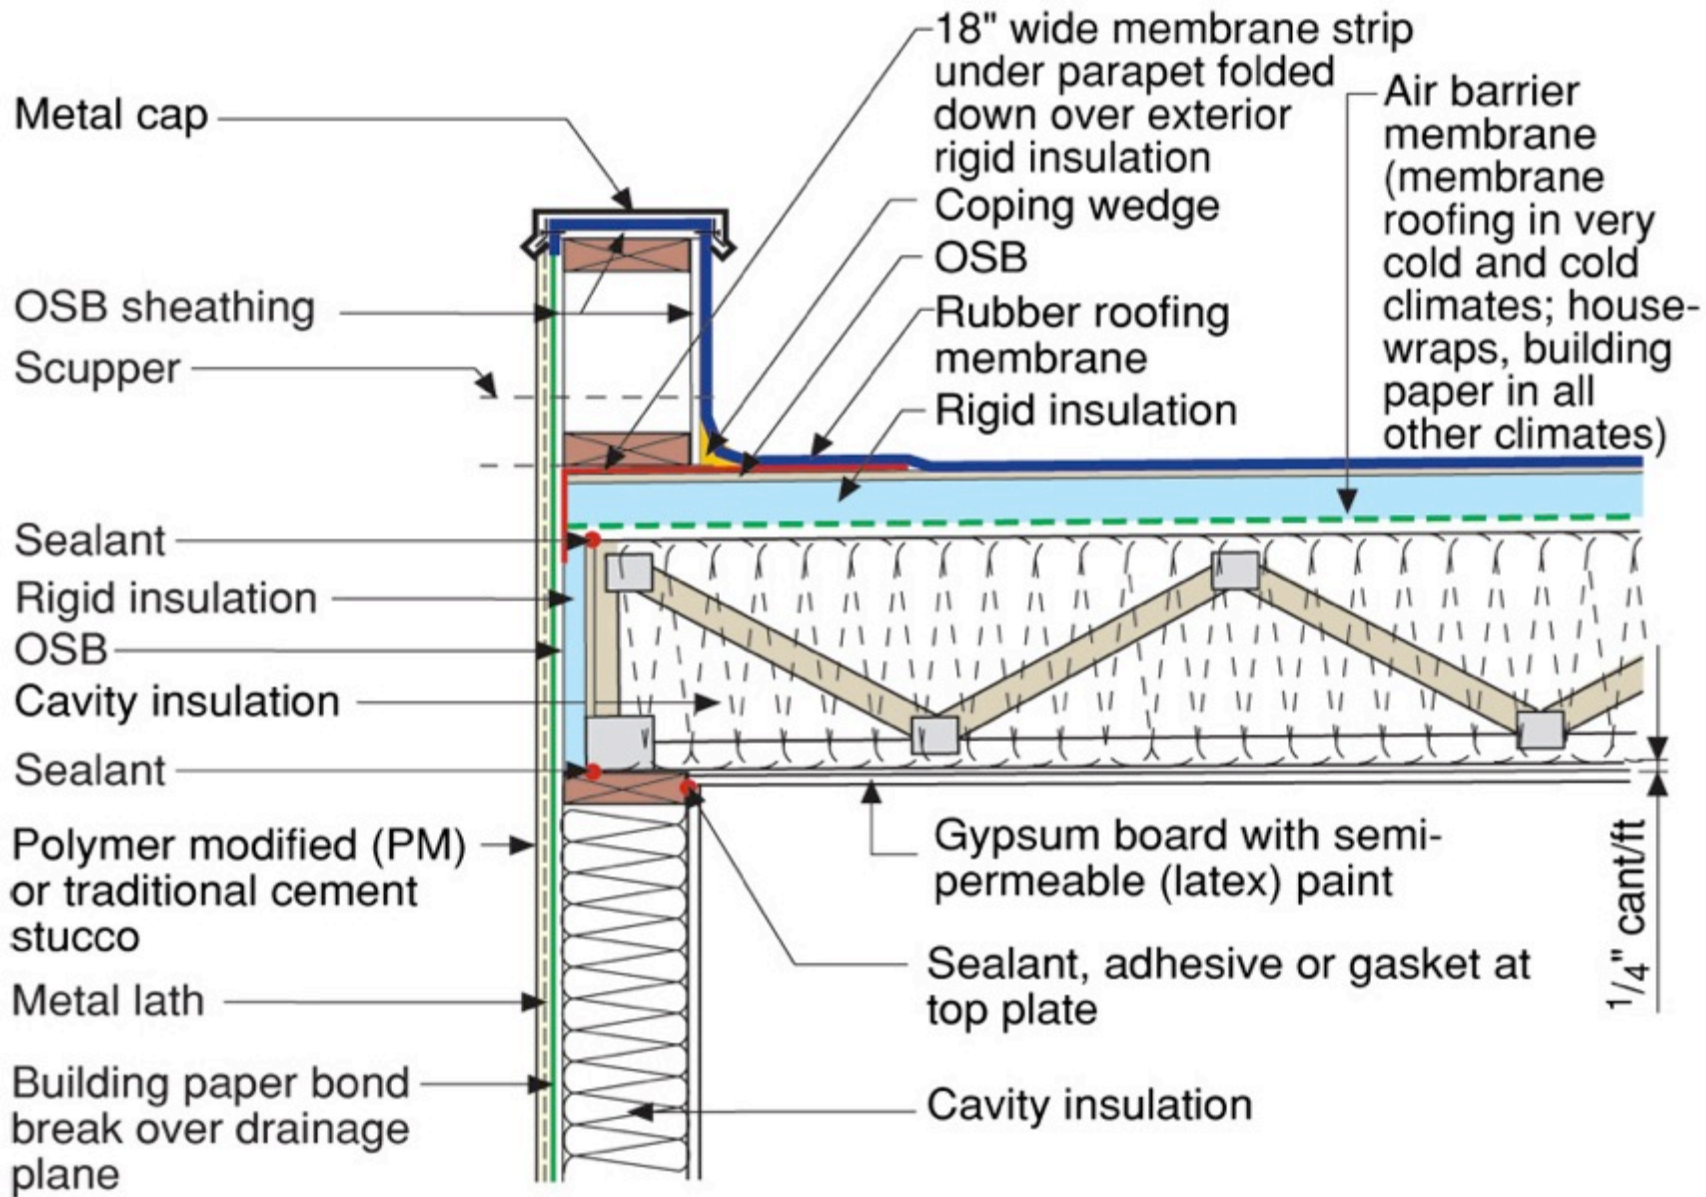 Metal cap
OSB sheathing
Scupper
Sealant
Rigid insulation
OSB
Cavity insulation
Sealant
Polymer modified (PM)
or traditional cement
stucco
Metal lath
Building paper bond
break over drainage
plane
18" wide membrane strip
under parapet folded
down over exterior
rigid insulation
Coping wedge
OSB
Rubber roofing
membrane
Rigid insulation
Air barrier
membrane
(membrane
roofing in very
cold and cold
climates; house-
wraps, building
paper in all
other climates)
Gypsum board with semi-
permeable (latex) paint
Sealant, adhesive or gasket at
top plate
Cavity insulation
1/4" cant/ft